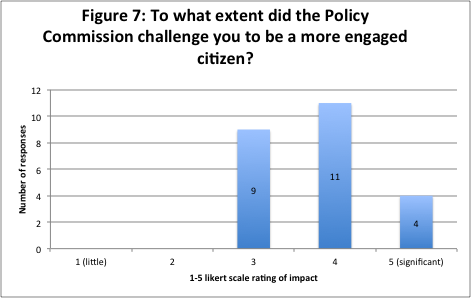 Figure 7: To what extent did the Policy
Commission challenge you to be a more engaged
citizen?
12
10
8
6
4
2
0
Number of responses
9
11
4
1 (little)
2
3
4
5 (significant)
1-5 likert scale rating of impact